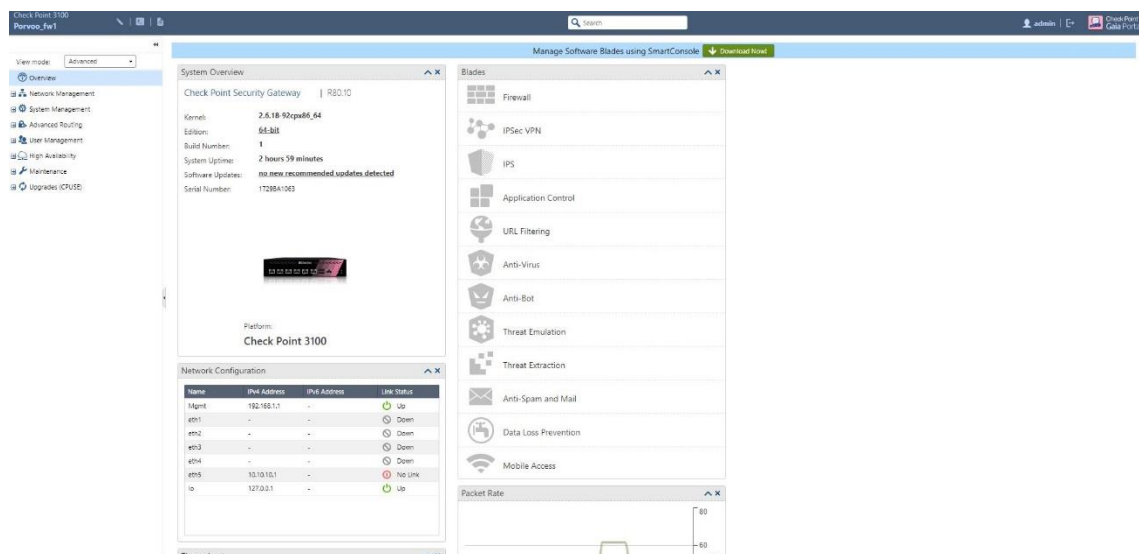 Check Point 3100
Porvoo_fw1
Search
admin
Check Point
Gaia Porta
Manage Software Blades using SmartConsole
Download Now!
View mode: Advanced
Overview
Network Management
System Management
Advanced Routing
User Management
High Availability
Maintenance
Upgrades (CPUSE)
System Overview
Check Point Security Gateway | R80.10
Kernel: 2.6.18-92cpx86_64
Edition: 64-bit
Build Number: 1
System Uptime: 2 hours 59 minutes
Software Updates: no new recommended updates detected
Serial Number: 1729BA1063
Platform:
Check Point 3100
Network Configuration
Name IPv4 Address IPv6 Address Link Status
Mgmt 192.168.1.1 - Up
eth1 - - Down
eth2 - - Down
eth3 - - Down
eth4 - - Down
eth5 10.10.10.1 - No Link
lo 127.0.0.1 - Up
Blades
Firewall
IPSec VPN
IPS
Application Control
URL Filtering
Anti-Virus
Anti-Bot
Threat Emulation
Threat Extraction
Anti-Spam and Mail
Data Loss Prevention
Mobile Access
Packet Rate
80
60